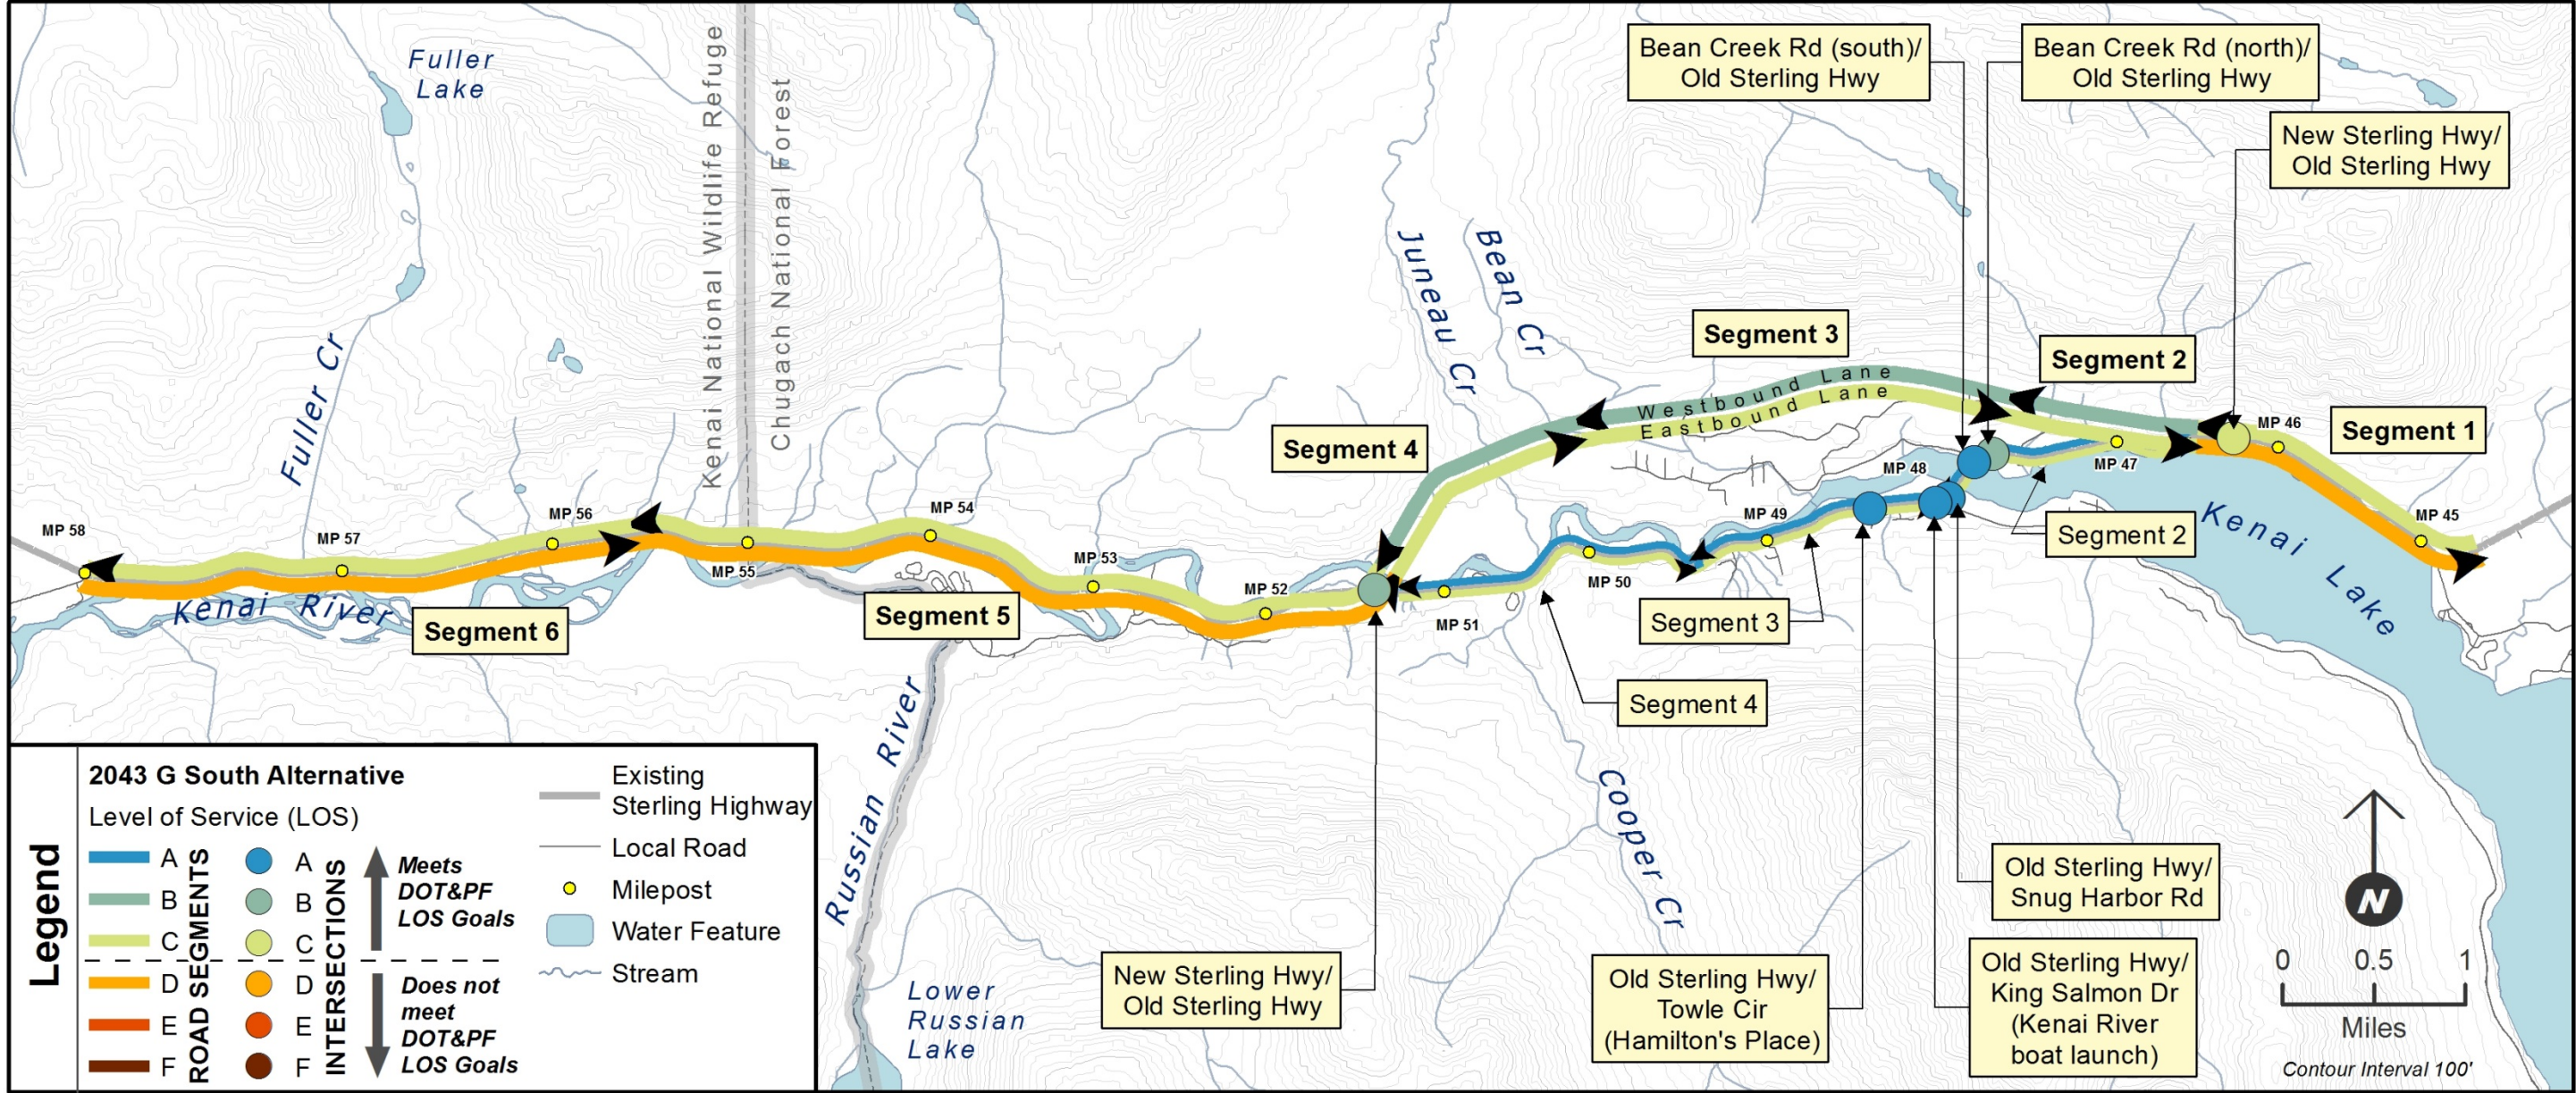 Fuller
Lake
Fuller Cr
Kenai National Wildlife Refuge
Chugach National Forest
Juneau Cr
Bean Cr
Bean Creek Rd (south)/
Old Sterling Hwy
Bean Creek Rd (north)/
Old Sterling Hwy
New Sterling Hwy/
Old Sterling Hwy
Segment 3
Segment 2
Segment 1
Segment 4
Westbound Lane
Eastbound Lane
MP 46
MP 45
MP 47
MP 48
MP 49
MP 50
MP 51
MP 52
MP 53
MP 54
MP 55
MP 56
MP 57
MP 58
Kenai River
Segment 6
Segment 5
Segment 3
Segment 2
Segment 4
Kenai Lake
Russian River
Cooper Cr
Lower
Russian
Lake
New Sterling Hwy/
Old Sterling Hwy
Old Sterling Hwy/
Towle Cir
(Hamilton's Place)
Old Sterling Hwy/
Snug Harbor Rd
Old Sterling Hwy/
King Salmon Dr
(Kenai River
boat launch)
N
0 0.5 1
Miles
Contour Interval 100'
Legend
2043 G South Alternative
Level of Service (LOS)
ROAD SEGMENTS
A
B
C
D
E
F
INTERSECTIONS
A
B
C
D
E
F
Meets
DOT&PF
LOS Goals
Does not
meet
DOT&PF
LOS Goals
Existing
Sterling Highway
Local Road
Milepost
Water Feature
Stream